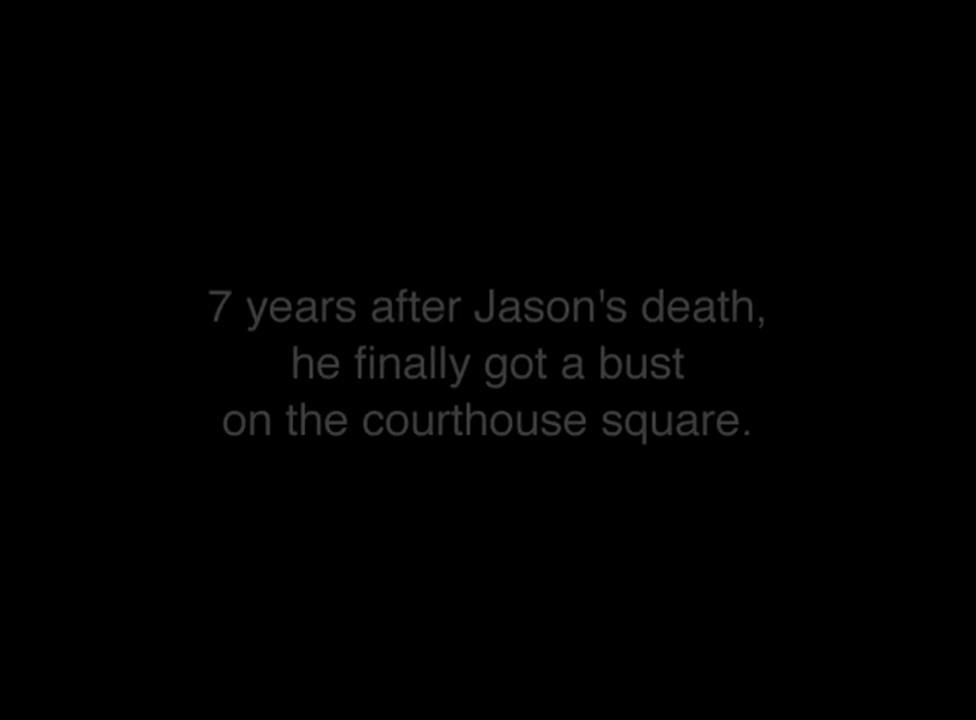 7 years after Jason's death,
he finally got a bust
on the courthouse square.